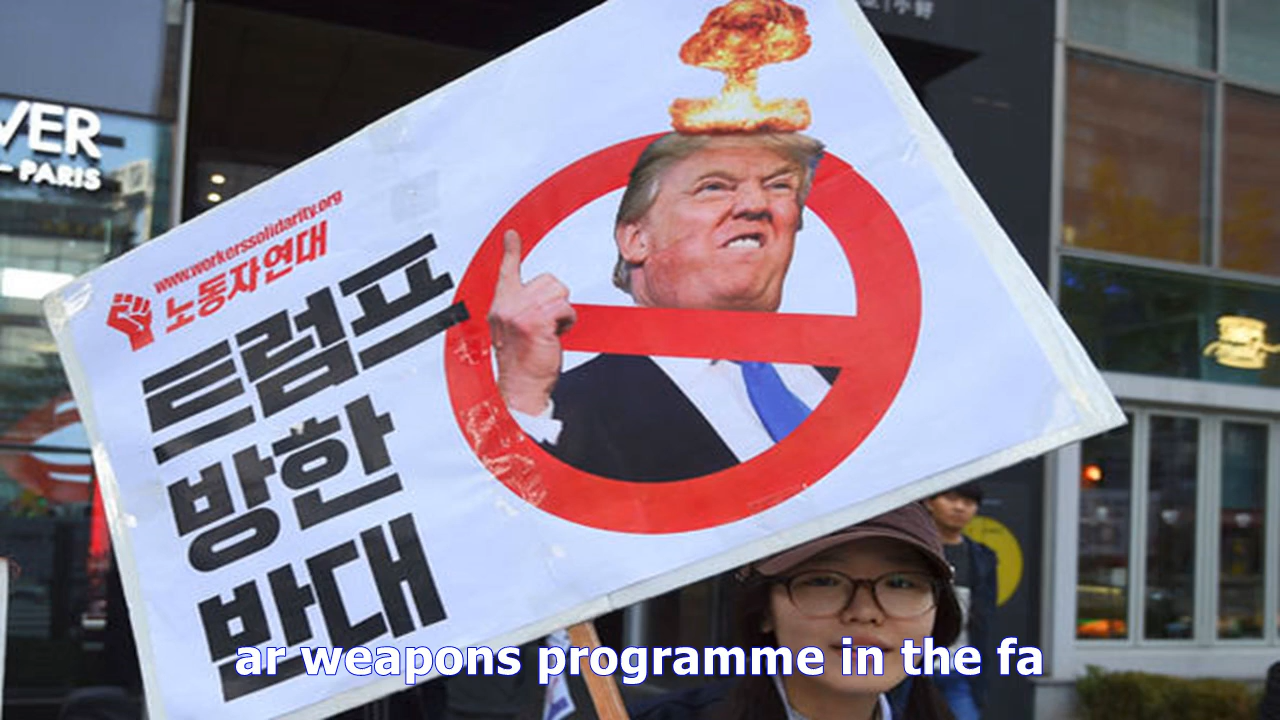 VER
- PARIS
www.workerssolidarity.org
노동자연대
트럼프
방한
반대
ar weapons programme in the fa